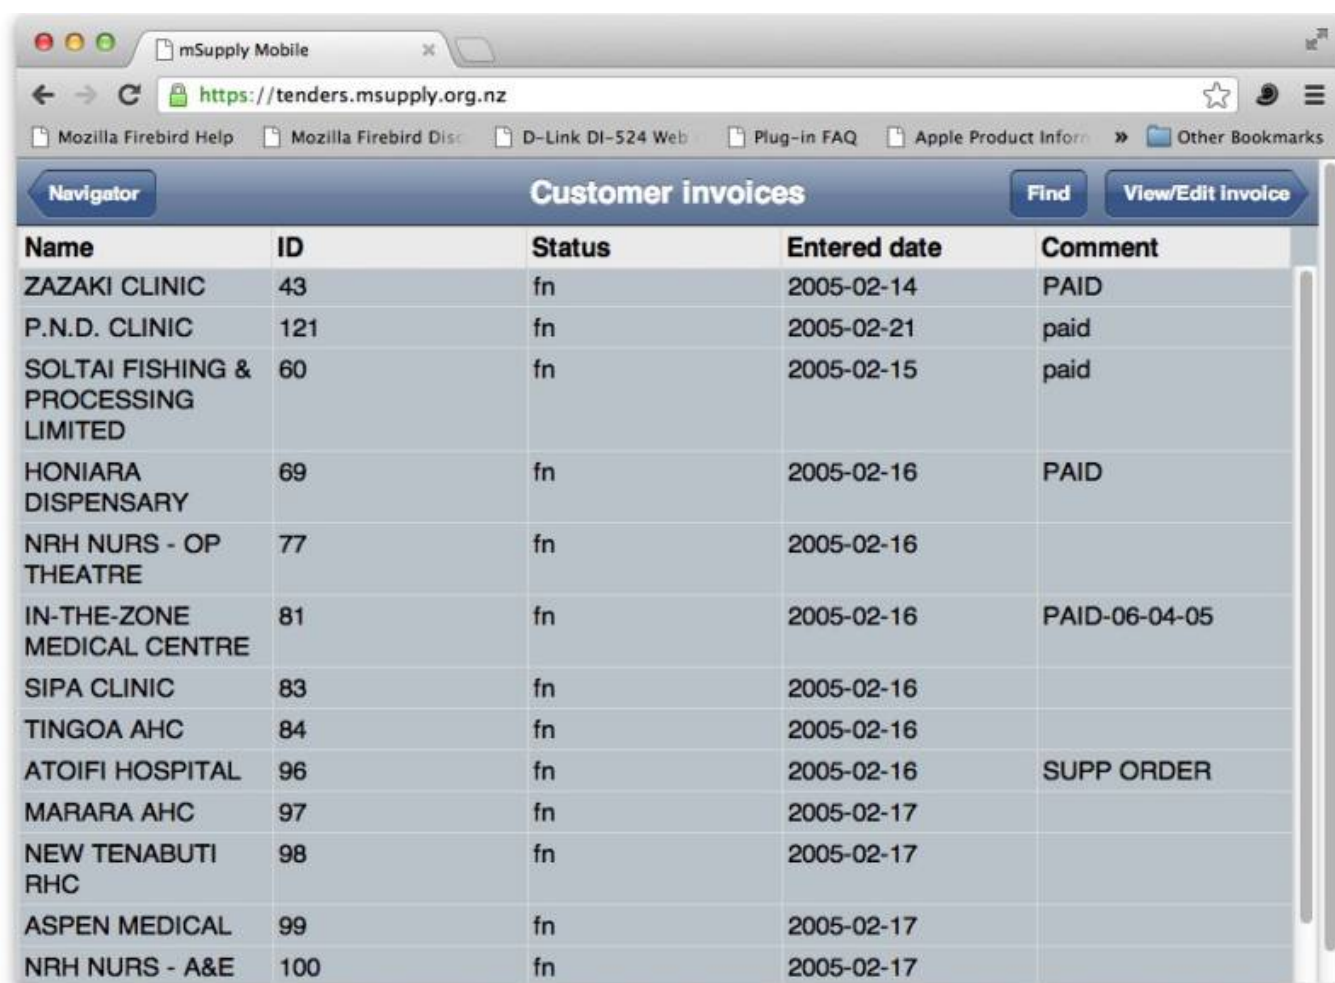 mSupply Mobile
https://tenders.msupply.org.nz
Mozilla Firebird Help Mozilla Firebird Disc D-Link DI-524 Web Plug-in FAQ Apple Product Inforn » Other Bookmarks
Navigator Customer invoices Find View/Edit invoice
Name ID Status Entered date Comment
ZAZAKI CLINIC 43 fn 2005-02-14 PAID
P.N.D. CLINIC 121 fn 2005-02-21 paid
SOLTAI FISHING & 60 fn 2005-02-15 paid
PROCESSING
LIMITED
HONIARA 69 fn 2005-02-16 PAID
DISPENSARY
NRH NURS - OP 77 fn 2005-02-16
THEATRE
IN-THE-ZONE 81 fn 2005-02-16 PAID-06-04-05
MEDICAL CENTRE
SIPA CLINIC 83 fn 2005-02-16
TINGOA AHC 84 fn 2005-02-16
ATOIFI HOSPITAL 96 fn 2005-02-16 SUPP ORDER
MARARA AHC 97 fn 2005-02-17
NEW TENABUTI 98 fn 2005-02-17
RHC
ASPEN MEDICAL 99 fn 2005-02-17
NRH NURS - A&E 100 fn 2005-02-17